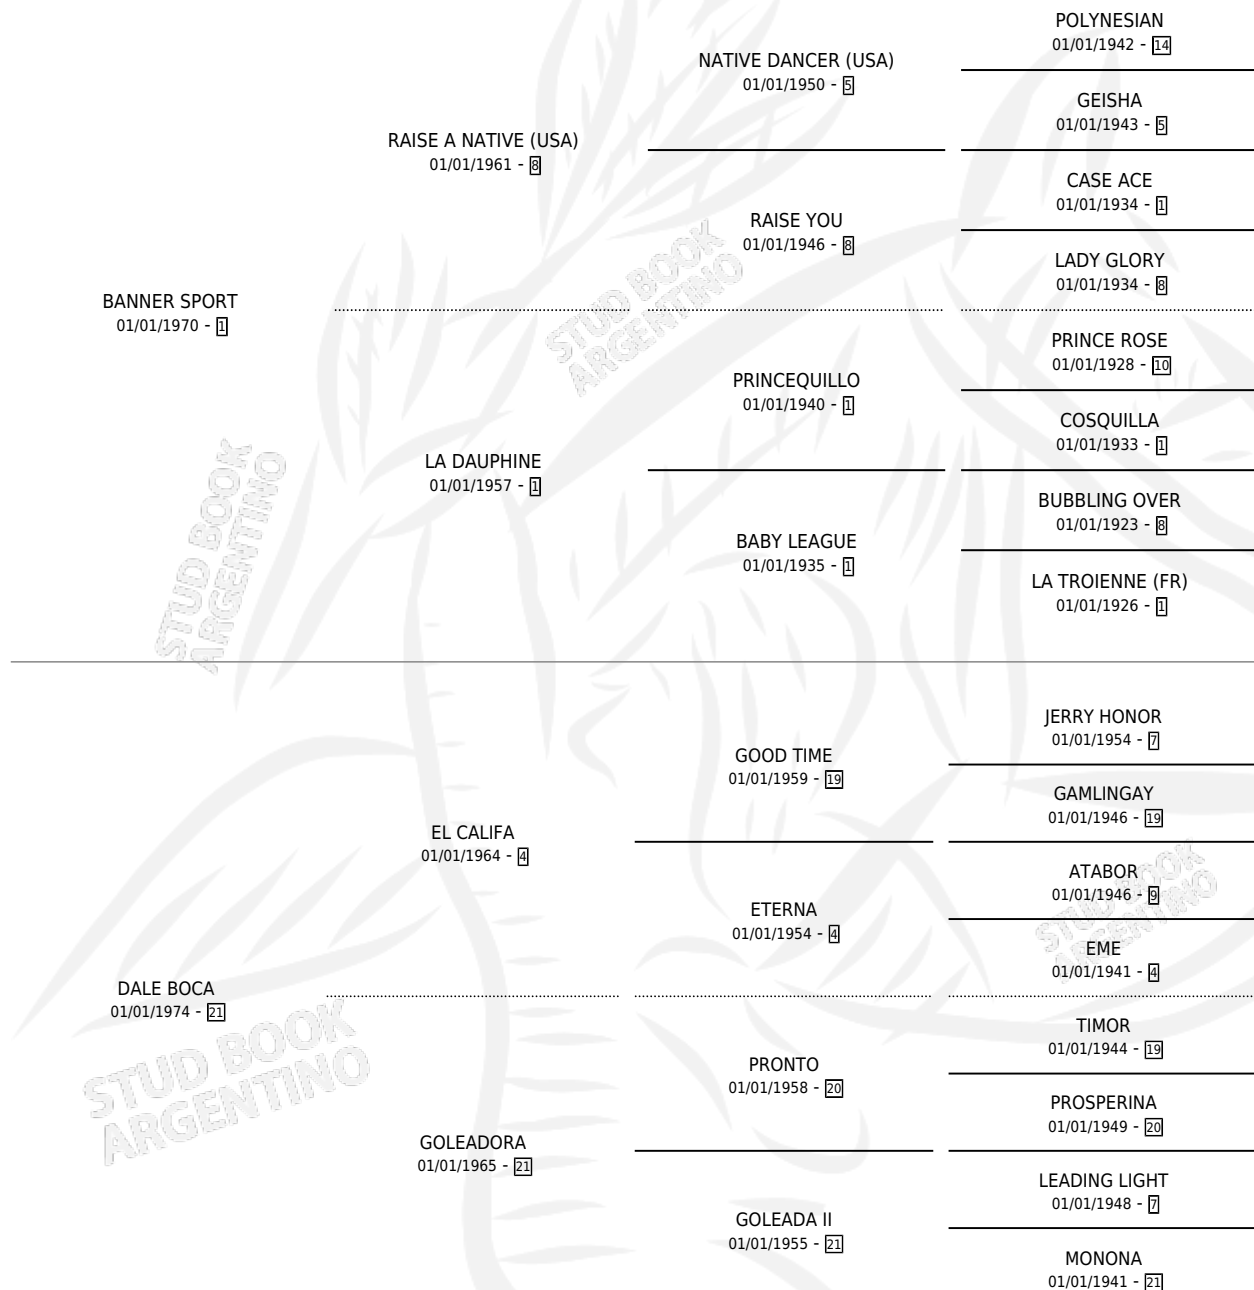 POLYNESIAN
01/01/1942 - 14
NATIVE DANCER (USA)
01/01/1950 - 5
GEISHA
01/01/1943 - 5
RAISE A NATIVE (USA)
01/01/1961 - 8
CASE ACE
01/01/1934 - 1
RAISE YOU
01/01/1946 - 8
LADY GLORY
01/01/1934 - 8
BANNER SPORT
01/01/1970 - 1
PRINCE ROSE
01/01/1928 - 10
PRINCEQUILLO
01/01/1940 - 1
COSQUILLA
01/01/1933 - 1
LA DAUPHINE
01/01/1957 - 1
BUBBLING OVER
01/01/1923 - 8
BABY LEAGUE
01/01/1935 - 1
LA TROIENNE (FR)
01/01/1926 - 1
JERRY HONOR
01/01/1954 - 7
GOOD TIME
01/01/1959 - 19
GAMLINGAY
01/01/1946 - 19
EL CALIFA
01/01/1964 - 4
ATABOR
01/01/1946 - 9
ETERNA
01/01/1954 - 4
EME
01/01/1941 - 4
DALE BOCA
01/01/1974 - 21
TIMOR
01/01/1944 - 19
PRONTO
01/01/1958 - 20
PROSPERINA
01/01/1949 - 20
GOLEADORA
01/01/1965 - 21
LEADING LIGHT
01/01/1948 - 7
GOLEADA II
01/01/1955 - 21
MONONA
01/01/1941 - 21
STUD BOOK
ARGENTINO
STUD BOOK
ARGENTINO
STUD BOOK
ARGENTINO
STUD BOOK
ARGENTINO